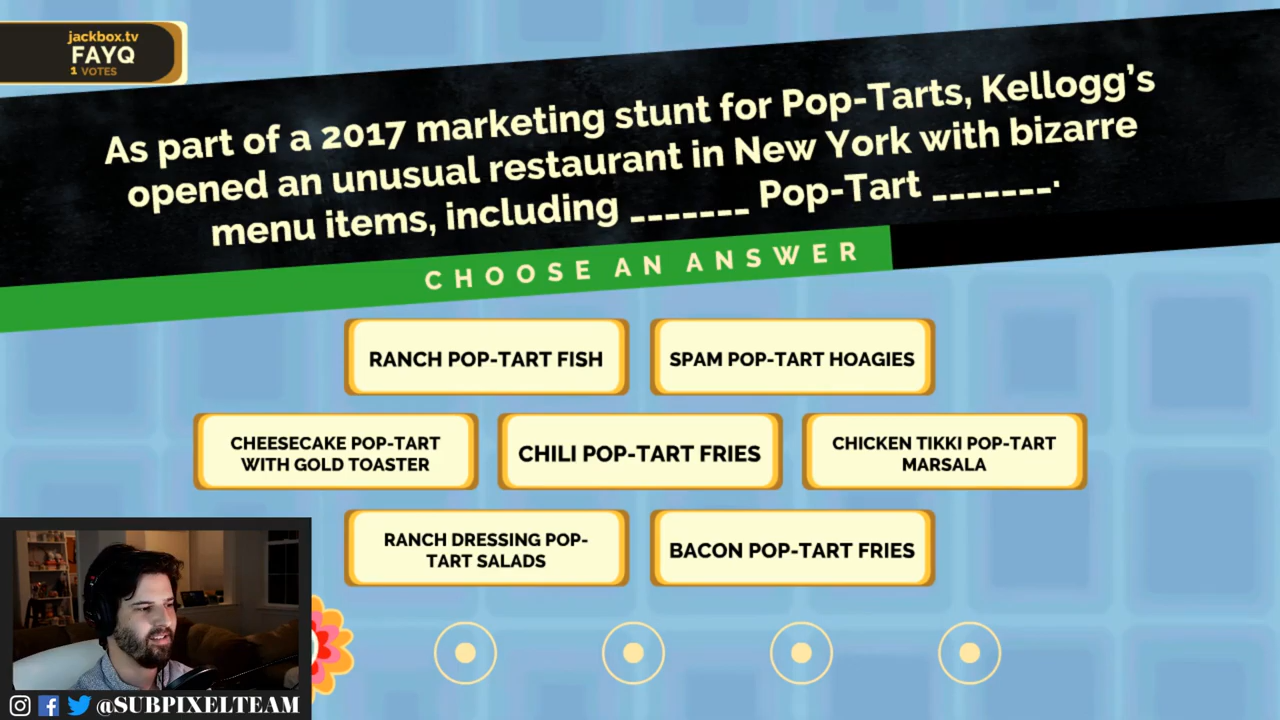 jackbox.tv
FAYQ
1 VOTES
As part of a 2017 marketing stunt for Pop-Tarts, Kellogg's
opened an unusual restaurant in New York with bizarre
menu items, including _______ Pop-Tart _______.
CHOOSE AN ANSWER
RANCH POP-TART FISH
SPAM POP-TART HOAGIES
CHEESECAKE POP-TART
WITH GOLD TOASTER
CHILI POP-TART FRIES
CHICKEN TIKKI POP-TART
MARSALA
RANCH DRESSING POP-
TART SALADS
BACON POP-TART FRIES
@SUBPIXELTEAM